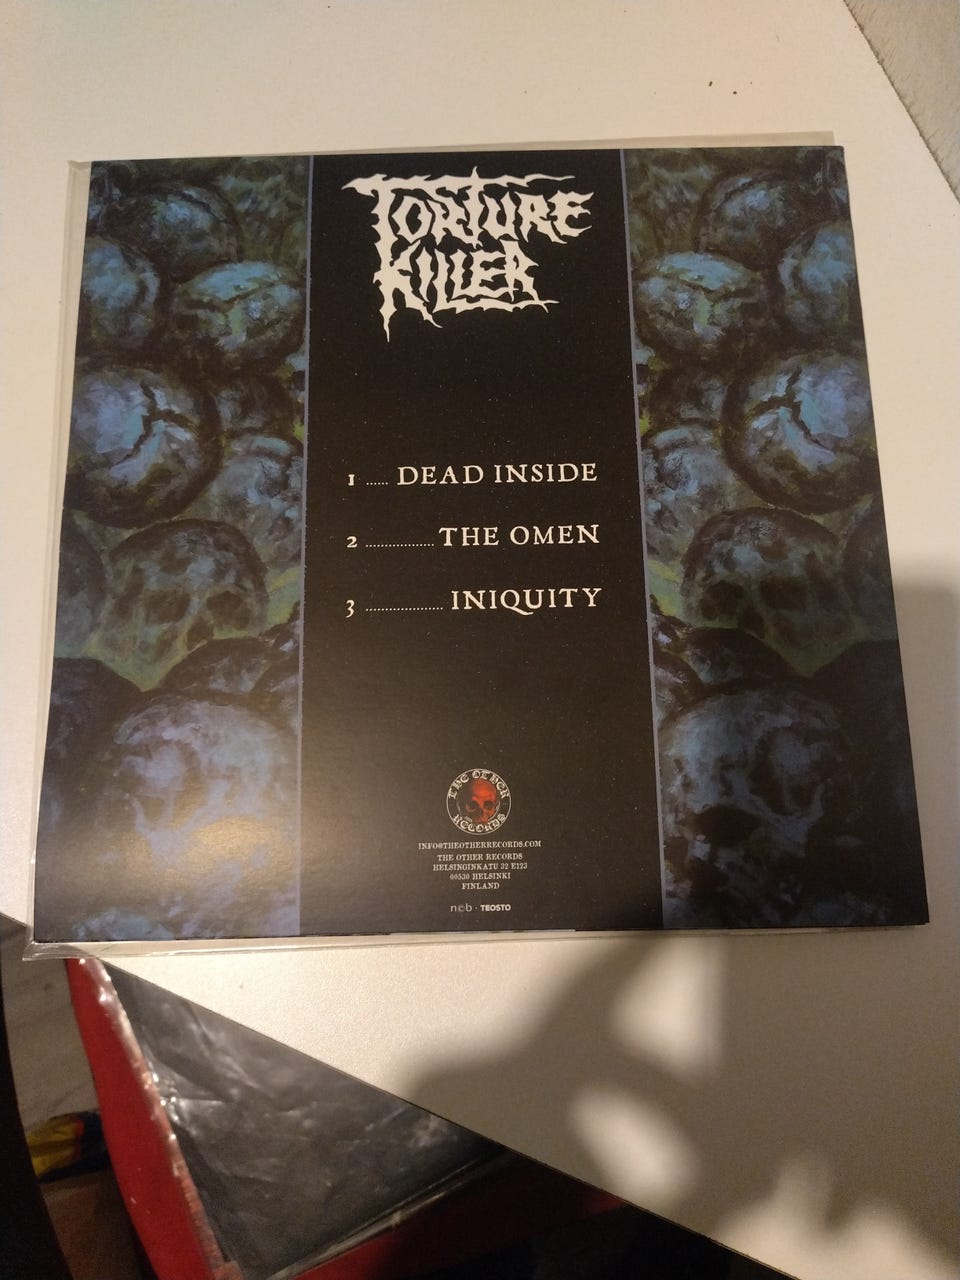 TORTURE
KILLER
1 ...... DEAD INSIDE
2 .................. THE OMEN
3 .................... INIQUITY
THE OTHER
RECORDS
INFO@THEOTHERRECORDS.COM
THE OTHER RECORDS
HELSINGINKATU 32 E123
00530 HELSINKI
FINLAND
ncb · TEOSTO